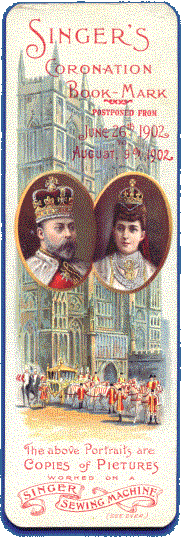 SINGER'S
CORONATION
BOOK-MARK
POSTPONED FROM
JUNE 26th 1902
TO
AUGUST, 9th, 1902
The above Portraits are
COPIES of PICTURES
WORKED ON A
SINGER
SEWING MACHINE
(SEE OVER)